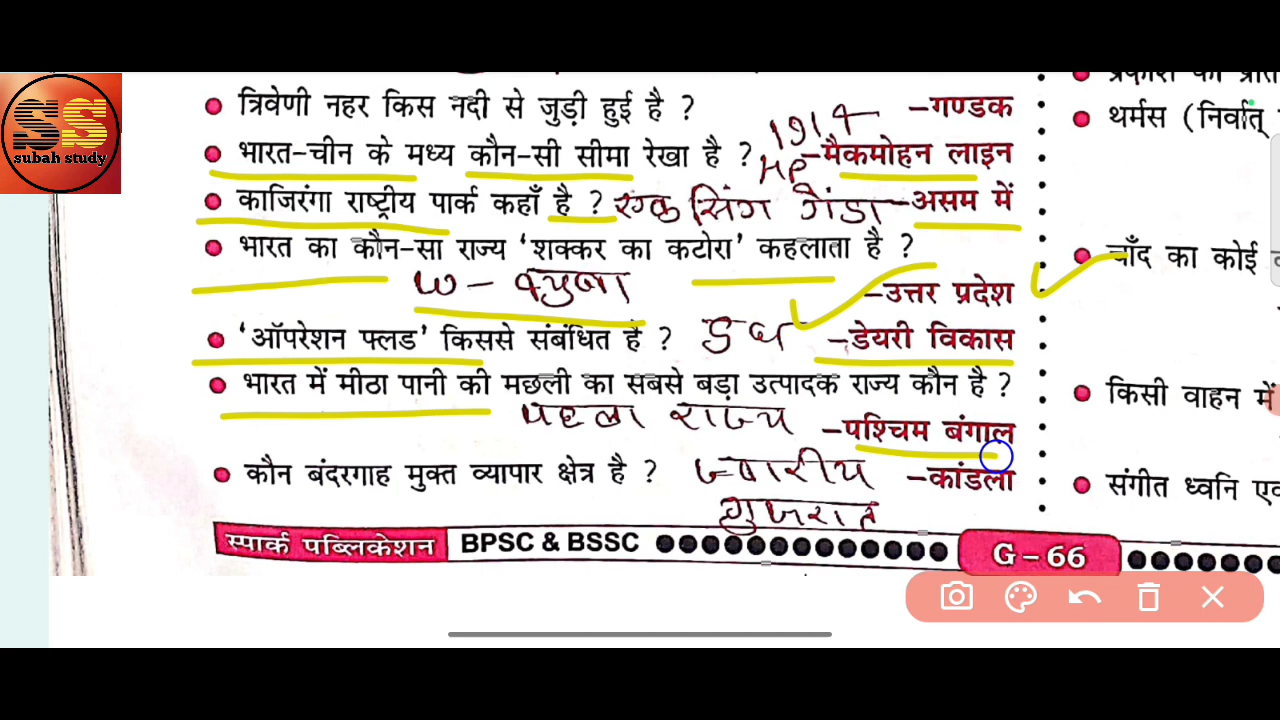 SS
subah study
त्रिवेणी नहर किस नदी से जुड़ी हुई है ? –गण्डक
1914
भारत-चीन के मध्य कौन-सी सीमा रेखा है ? –मैकमोहन लाइन
काजिरंगा राष्ट्रीय पार्क कहाँ है ? एक सिंग गेंडा –असम में
भारत का कौन-सा राज्य ‘शक्कर का कटोरा’ कहलाता है ?
W – क्युबा
–उत्तर प्रदेश
‘ऑपरेशन फ्लड’ किससे संबंधित है ? –डेयरी विकास
भारत में मीठा पानी की मछली का सबसे बड़ा उत्पादक राज्य कौन है ?
पहला राज्य –पश्चिम बंगाल
कौन बंदरगाह मुक्त व्यापार क्षेत्र है ? –कांडला
गुजरात
स्पार्क पब्लिकेशन BPSC & BSSC G – 66
थर्मस (निर्वात्
चाँद का कोई
किसी वाहन में
संगीत ध्वनि